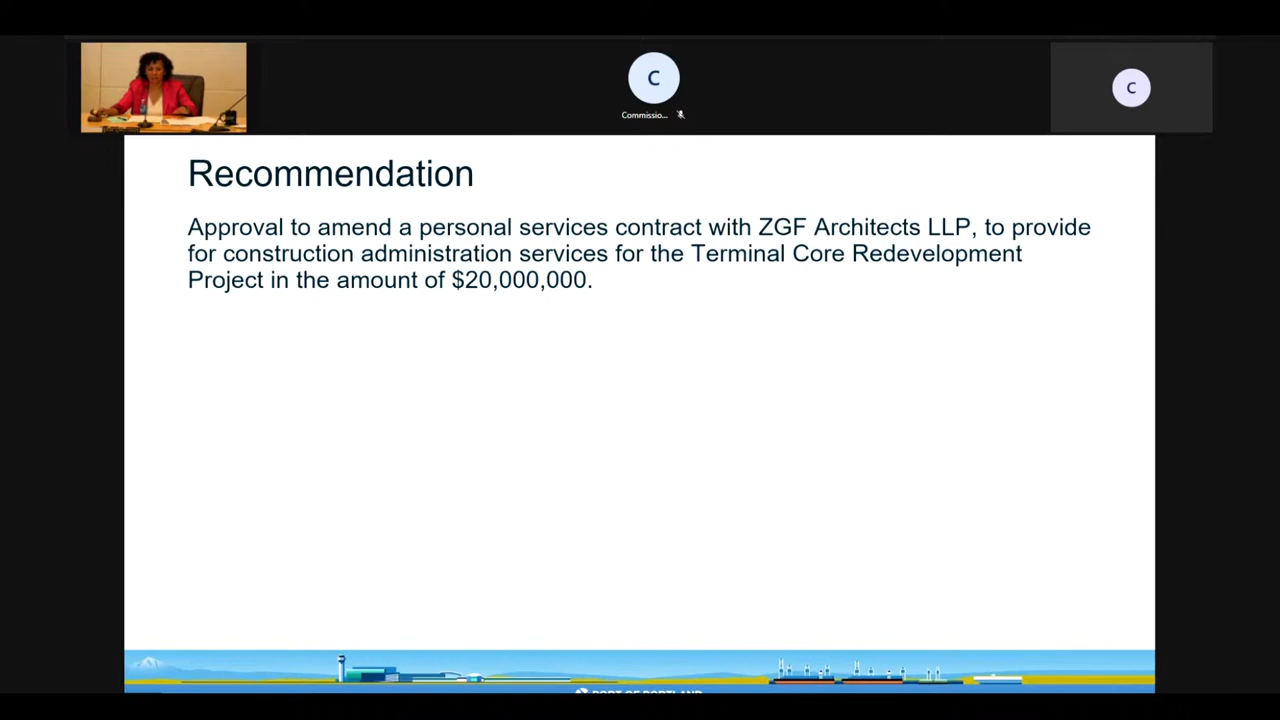 C
Commissio...
C
Recommendation
Approval to amend a personal services contract with ZGF Architects LLP, to provide
for construction administration services for the Terminal Core Redevelopment
Project in the amount of $20,000,000.
PORT OF PORTLAND